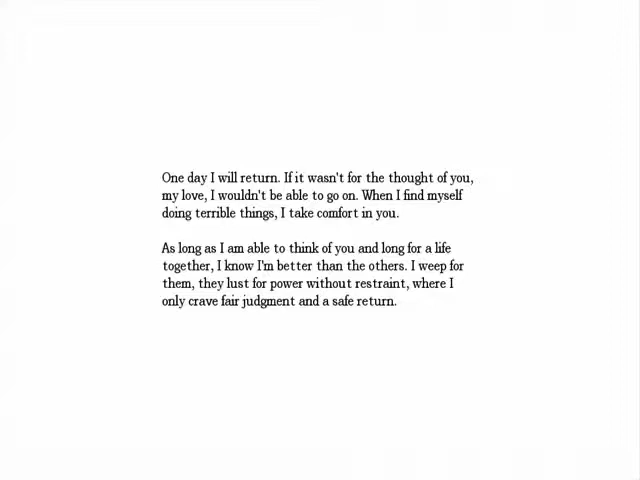 One day I will return. If it wasn't for the thought of you,
my love, I wouldn't be able to go on. When I find myself
doing terrible things, I take comfort in you.
As long as I am able to think of you and long for a life
together, I know I'm better than the others. I weep for
them, they lust for power without restraint, where I
only crave fair judgment and a safe return.